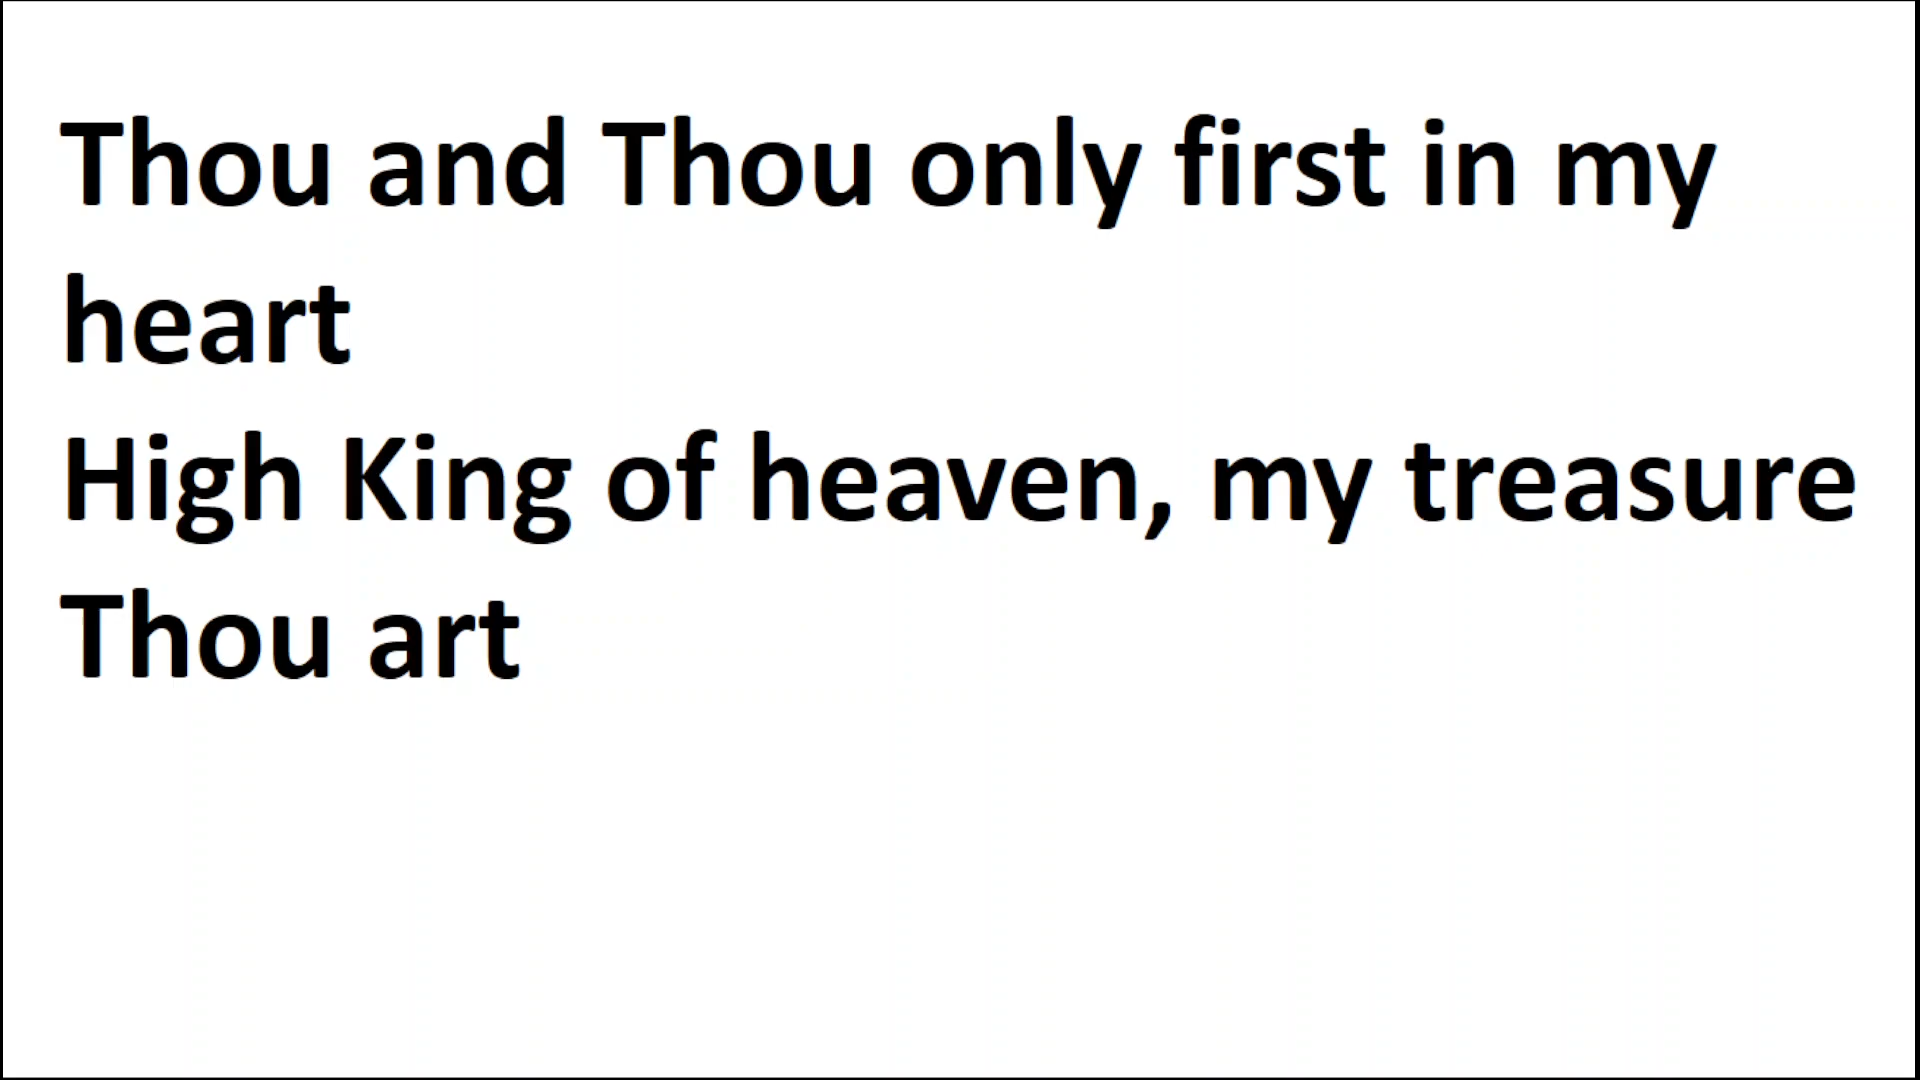 Thou and Thou only first in my
heart
High King of heaven, my treasure
Thou art